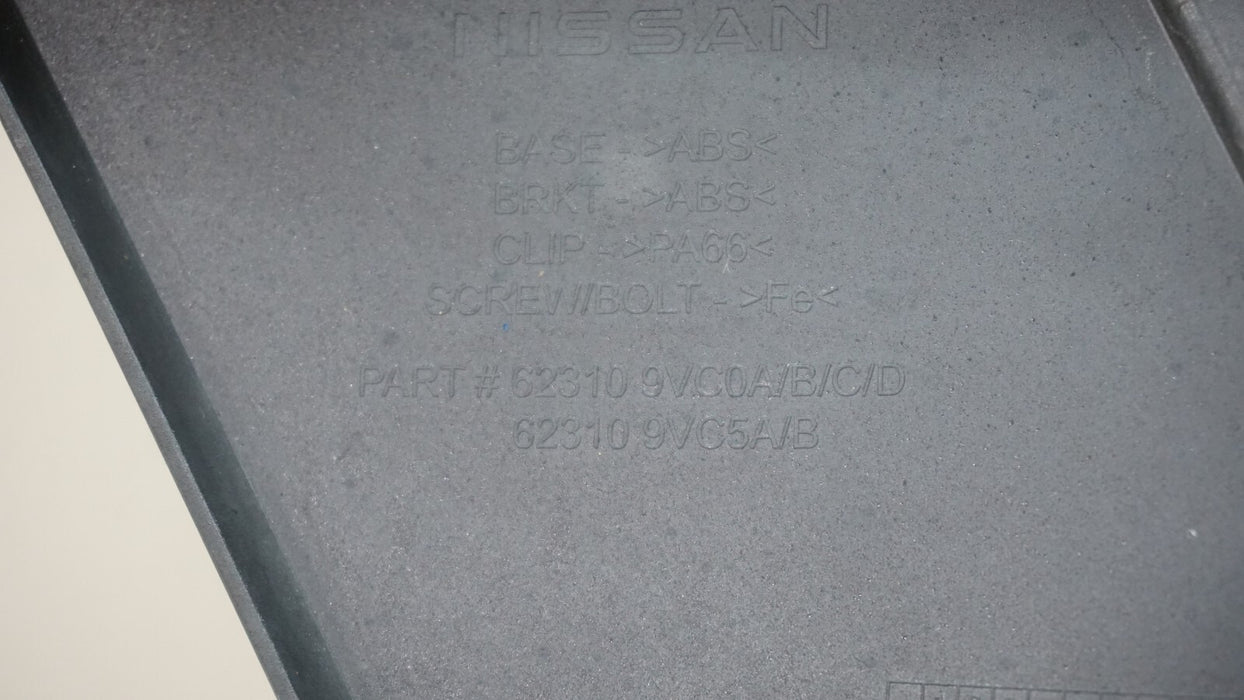 NISSAN
BASE - >ABS<
BRKT - >ABS<
CLIP - >PA66<
SCREW/BOLT - >Fe<
PART # 62310 9VC0A/B/C/D
62310 9VC5A/B